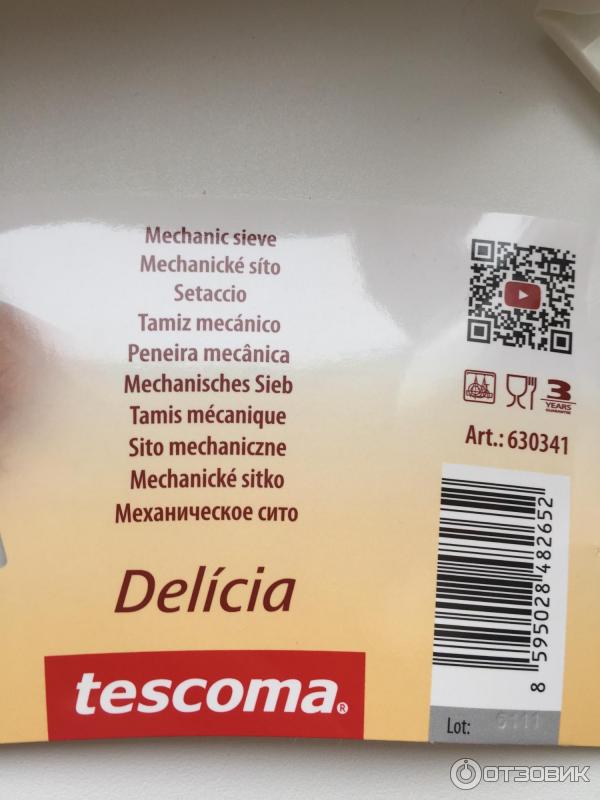 Mechanic sieve
Mechanické síto
Setaccio
Tamiz mecánico
Peneira mecânica
Mechanisches Sieb
Tamis mécanique
Sito mechaniczne
Mechanické sitko
Механическое сито
Delícia
tescoma®
3
YEARS
GUARANTEE
Art.: 630341
8 595028 482652
Lot:
ОТЗОВИК